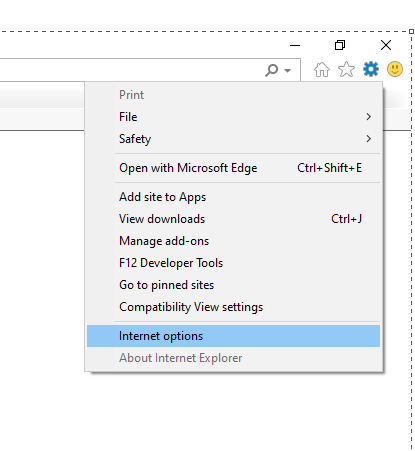 Print
File
Safety
Open with Microsoft Edge Ctrl+Shift+E
Add site to Apps
View downloads Ctrl+J
Manage add-ons
F12 Developer Tools
Go to pinned sites
Compatibility View settings
Internet options
About Internet Explorer